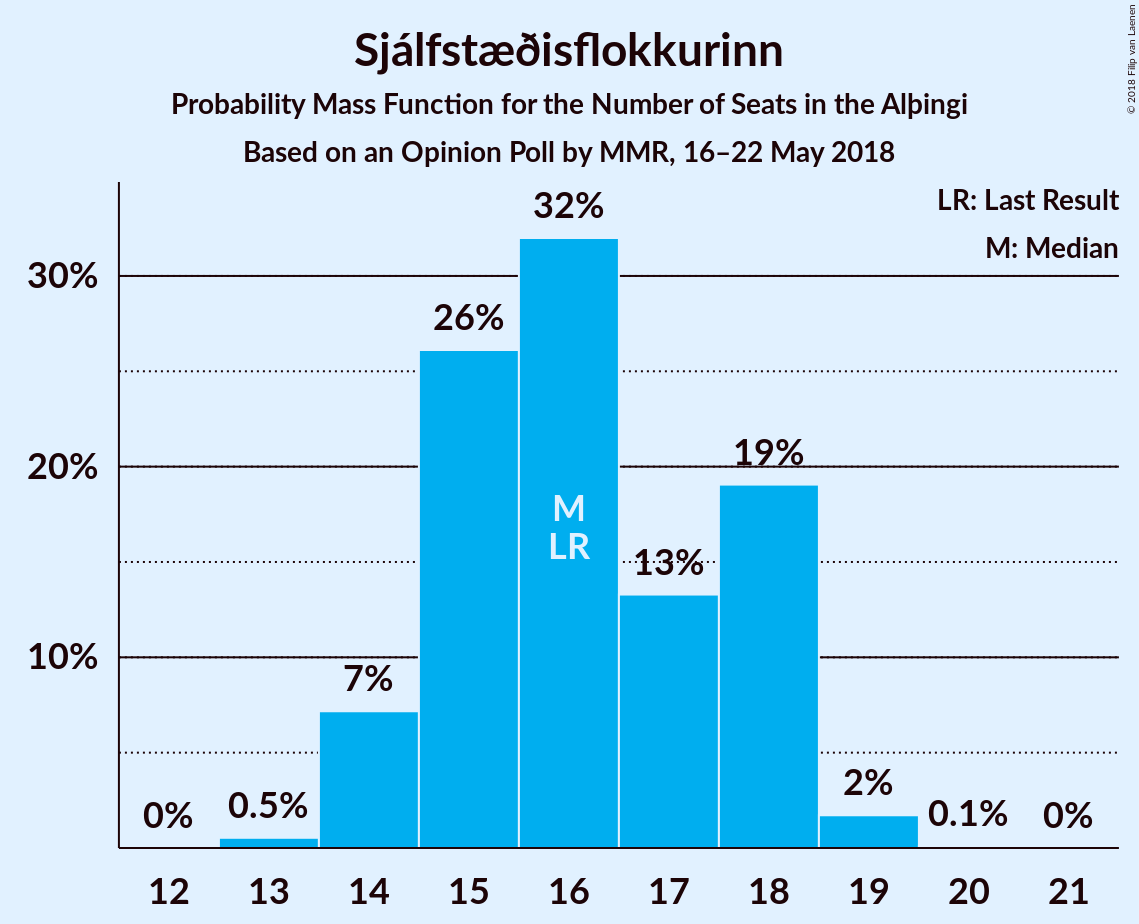 Sjálfstæðisflokkurinn
Probability Mass Function for the Number of Seats in the Alþingi
Based on an Opinion Poll by MMR, 16–22 May 2018
© 2018 Filip van Laenen
LR: Last Result
M: Median
30%
20%
10%
0%
0.5%
7%
26%
32%
13%
19%
2%
0.1%
0%
M
LR
12 13 14 15 16 17 18 19 20 21